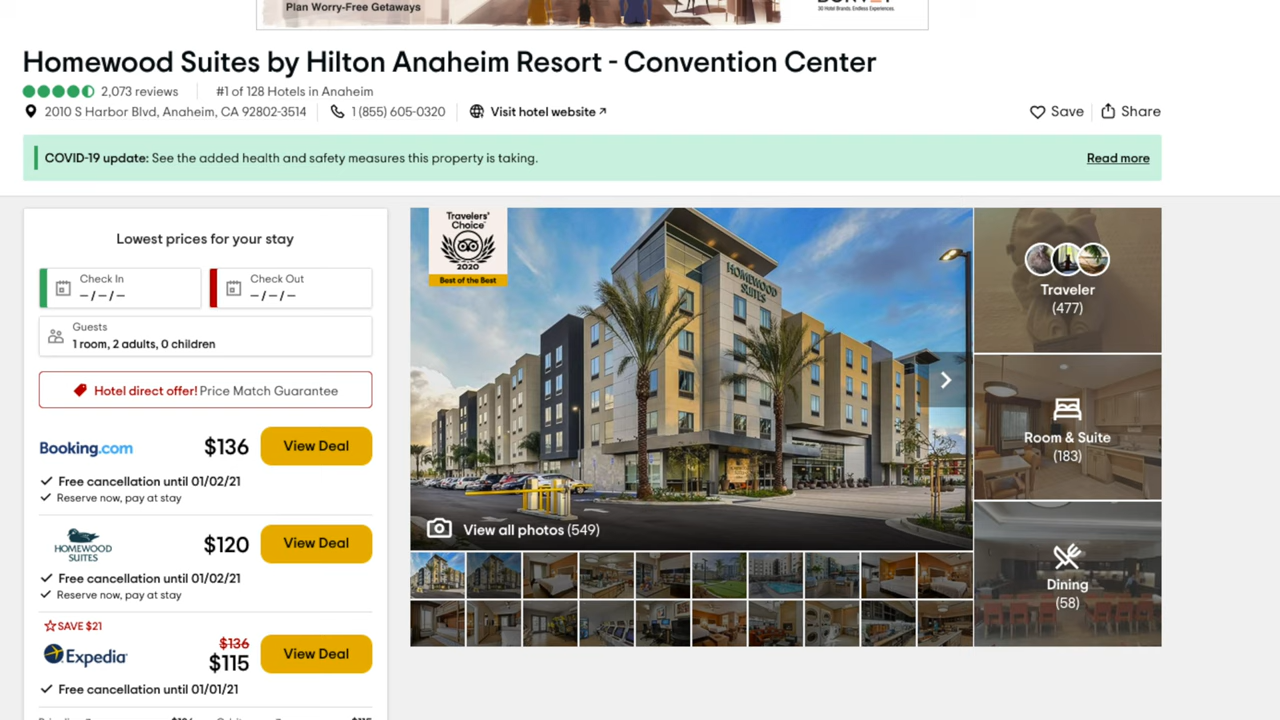 Plan Worry-Free Getaways
30 Hotel Brands. Endless Experiences.
Homewood Suites by Hilton Anaheim Resort - Convention Center
2,073 reviews
#1 of 128 Hotels in Anaheim
2010 S Harbor Blvd, Anaheim, CA 92802-3514
1 (855) 605-0320
Visit hotel website
Save
Share
COVID-19 update: See the added health and safety measures this property is taking.
Read more
Lowest prices for your stay
Check In
– / – / –
Check Out
– / – / –
Guests
1 room, 2 adults, 0 children
Hotel direct offer! Price Match Guarantee
Booking.com
$136
View Deal
Free cancellation until 01/02/21
Reserve now, pay at stay
HOMEWOOD
SUITES
$120
View Deal
Free cancellation until 01/02/21
Reserve now, pay at stay
SAVE $21
Expedia
$136
$115
View Deal
Free cancellation until 01/01/21
Travelers'
Choice
2020
Best of the Best
HOMEWOOD
SUITES
View all photos (549)
Traveler
(477)
Room & Suite
(183)
Dining
(58)